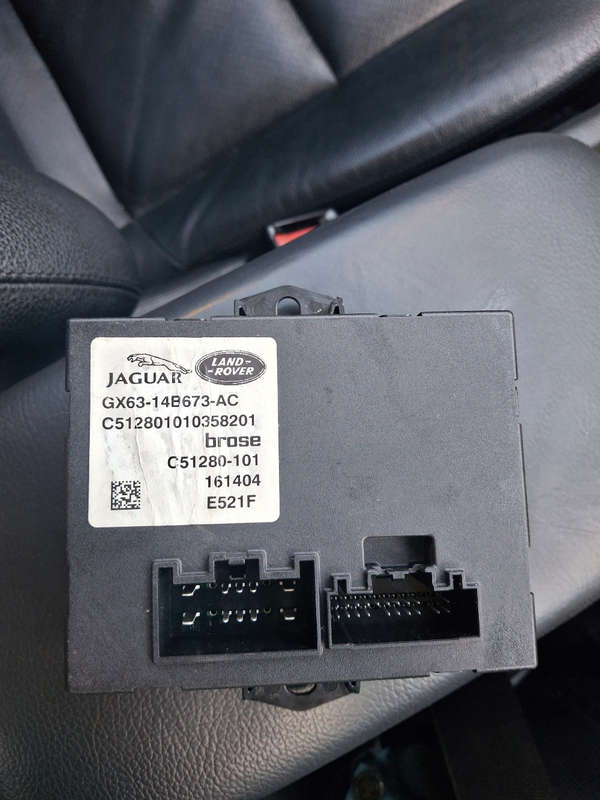 JAGUAR
LAND-
-ROVER
GX63-14B673-AC
C512801010358201
brose
C51280-101
161404
E521F